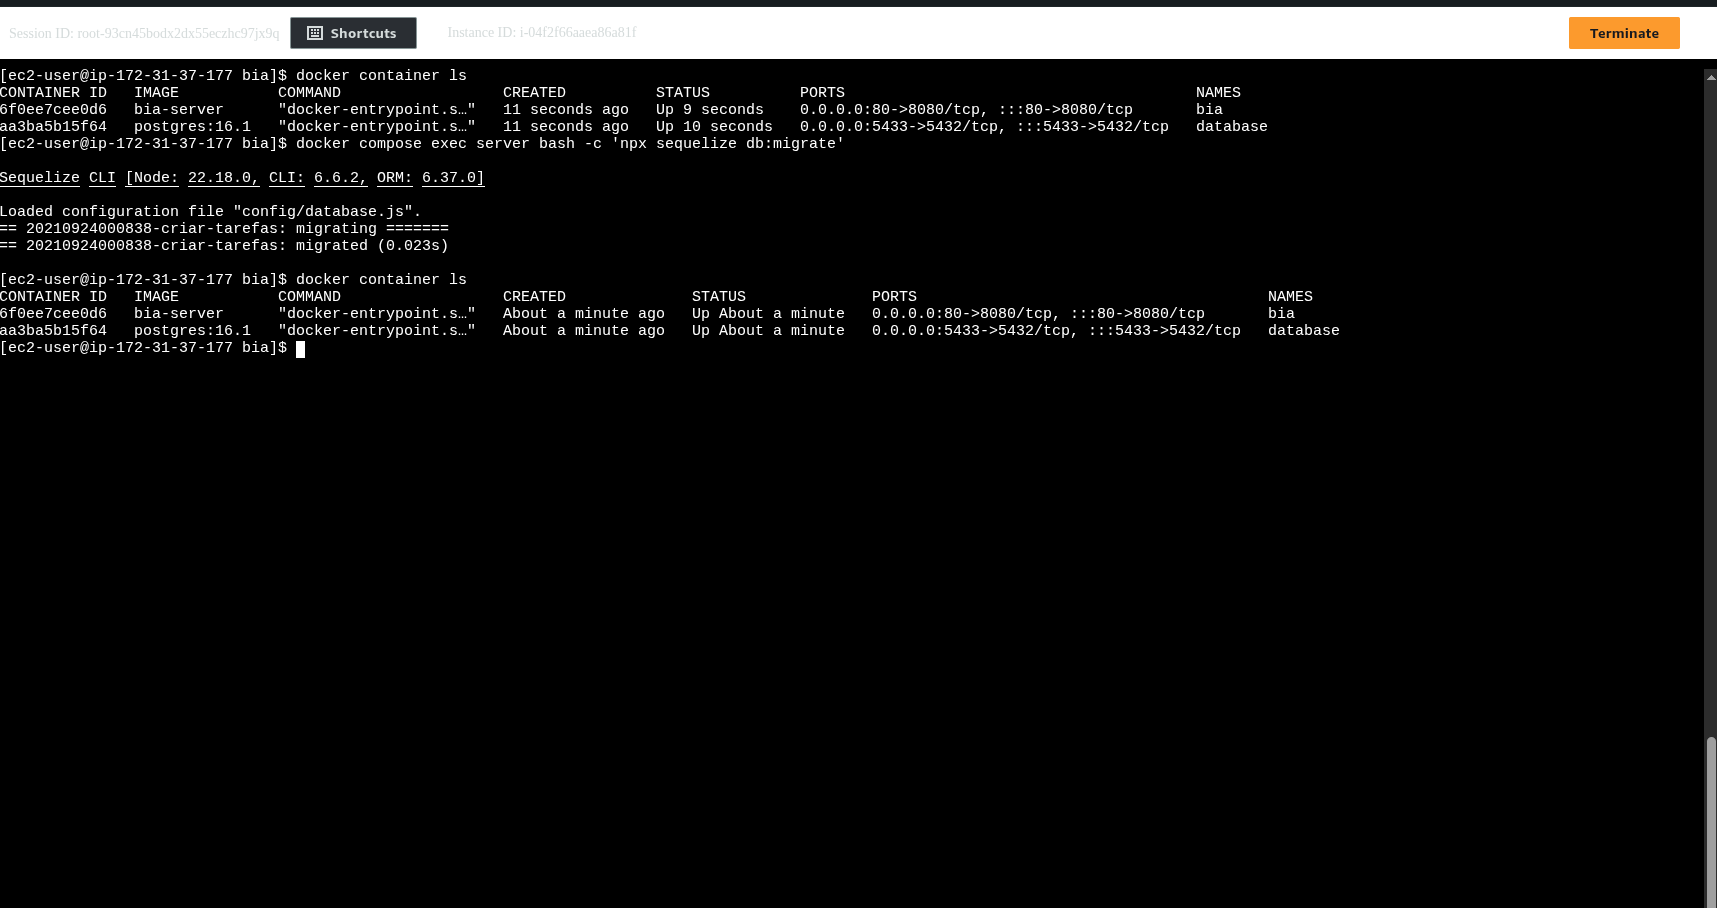 Session ID: root-93cn45bodx2dx55eczhc97jx9q Shortcuts Instance ID: i-04f2f66aaea86a81f Terminate
[ec2-user@ip-172-31-37-177 bia]$ docker container ls
CONTAINER ID   IMAGE           COMMAND                  CREATED          STATUS          PORTS                                       NAMES
6f0ee7cee0d6   bia-server      "docker-entrypoint.s…"   11 seconds ago   Up 9 seconds    0.0.0.0:80->8080/tcp, :::80->8080/tcp       bia
aa3ba5b15f64   postgres:16.1   "docker-entrypoint.s…"   11 seconds ago   Up 10 seconds   0.0.0.0:5433->5432/tcp, :::5433->5432/tcp   database
[ec2-user@ip-172-31-37-177 bia]$ docker compose exec server bash -c 'npx sequelize db:migrate'
Sequelize CLI [Node: 22.18.0, CLI: 6.6.2, ORM: 6.37.0]
Loaded configuration file "config/database.js".
== 20210924000838-criar-tarefas: migrating =======
== 20210924000838-criar-tarefas: migrated (0.023s)
[ec2-user@ip-172-31-37-177 bia]$ docker container ls
CONTAINER ID   IMAGE           COMMAND                  CREATED              STATUS              PORTS                                       NAMES
6f0ee7cee0d6   bia-server      "docker-entrypoint.s…"   About a minute ago   Up About a minute   0.0.0.0:80->8080/tcp, :::80->8080/tcp       bia
aa3ba5b15f64   postgres:16.1   "docker-entrypoint.s…"   About a minute ago   Up About a minute   0.0.0.0:5433->5432/tcp, :::5433->5432/tcp   database
[ec2-user@ip-172-31-37-177 bia]$